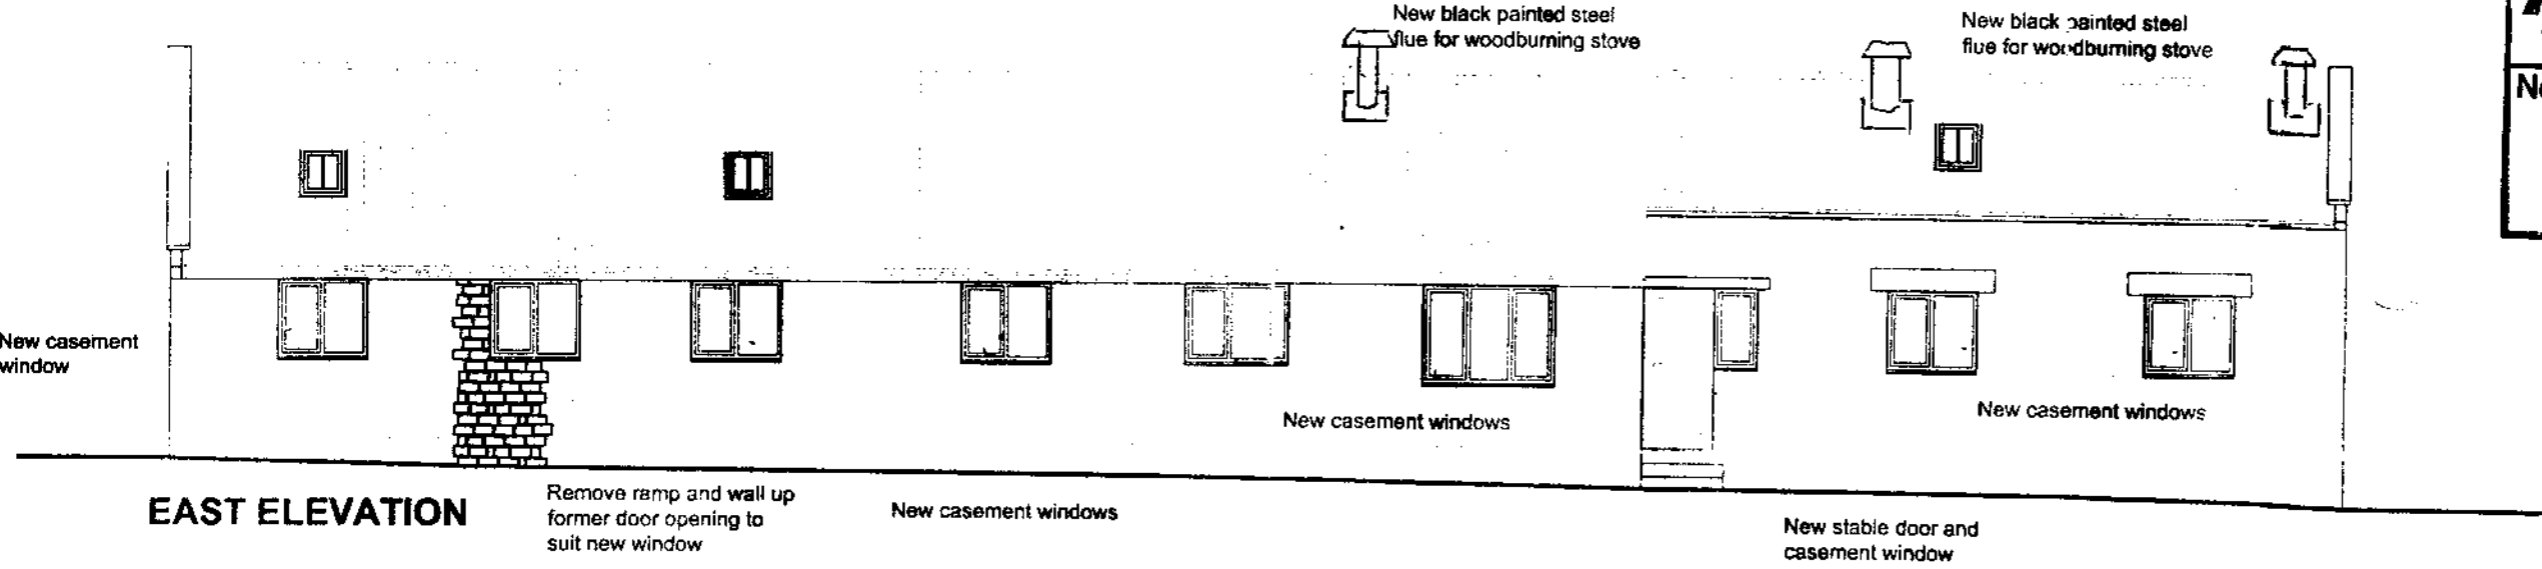 New black painted steel
flue for woodburning stove
New black painted steel
flue for woodburning stove
New casement
window
New casement windows
New casement windows
EAST ELEVATION
Remove ramp and wall up
former door opening to
suit new window
New casement windows
New stable door and
casement window